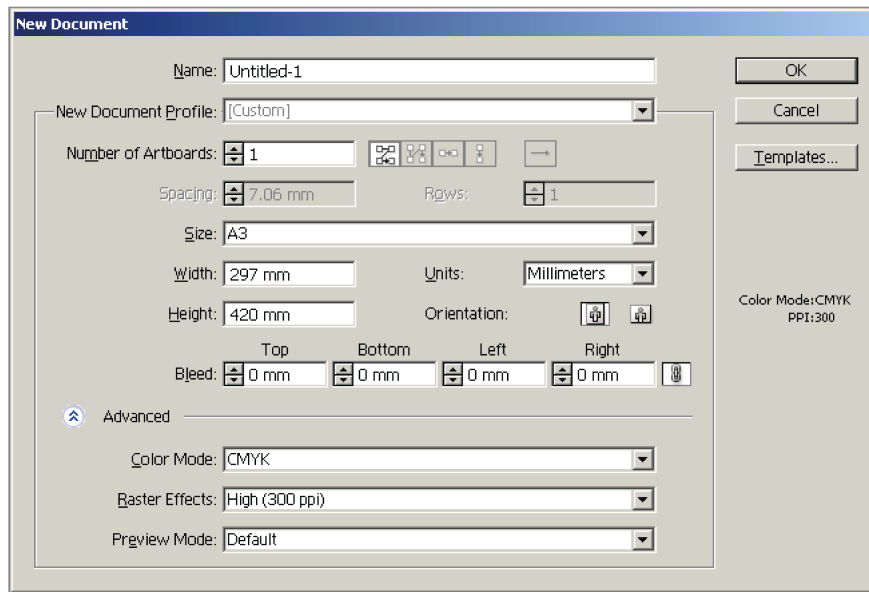 New Document
Name: Untitled-1
OK
New Document Profile: [Custom]
Cancel
Number of Artboards: 1
Templates...
Spacing: 7.06 mm Rows: 1
Size: A3
Width: 297 mm Units: Millimeters
Height: 420 mm Orientation:
Color Mode:CMYK
PPI:300
Top Bottom Left Right
Bleed: 0 mm 0 mm 0 mm 0 mm
Advanced
Color Mode: CMYK
Raster Effects: High (300 ppi)
Preview Mode: Default